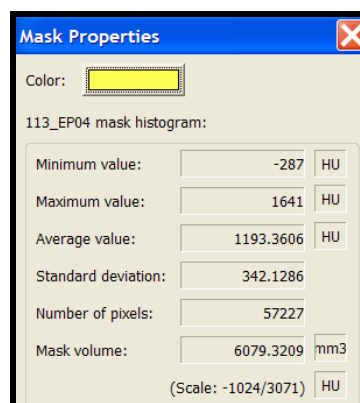 Mask Properties
Color:
113_EP04 mask histogram:
Minimum value: -287 HU
Maximum value: 1641 HU
Average value: 1193.3606 HU
Standard deviation: 342.1286
Number of pixels: 57227
Mask volume: 6079.3209 mm3
(Scale: -1024/3071) HU